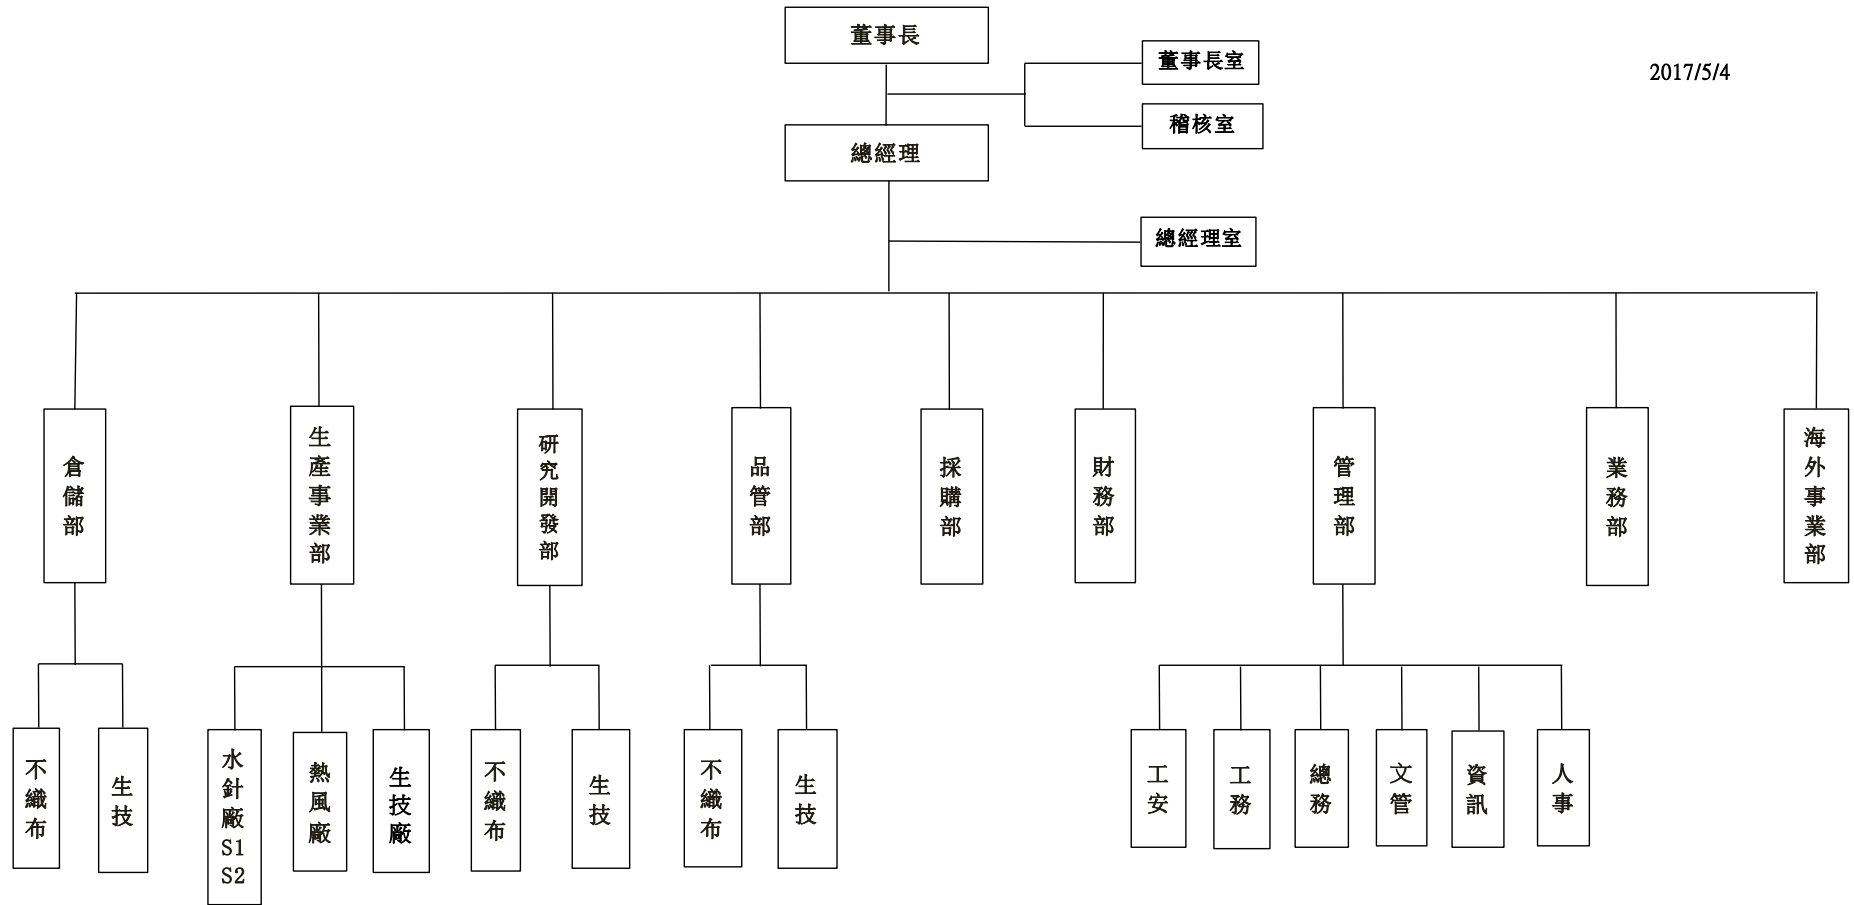 董事長
董事長室
2017/5/4
稽核室
總經理
總經理室
倉儲部
生產事業部
研究開發部
品管部
採購部
財務部
管理部
業務部
海外事業部
不織布
生技
水針廠S1S2
熱風廠
生技廠
不織布
生技
不織布
生技
工安
工務
總務
文管
資訊
人事